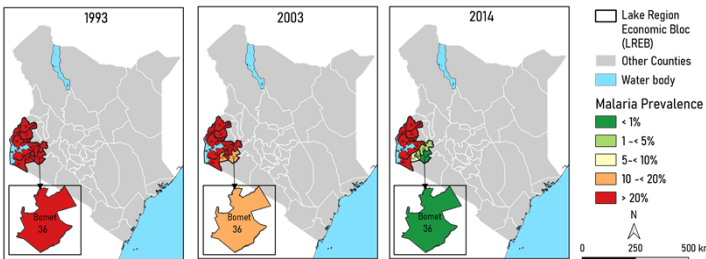 1993
2003
2014
Bomet
36
Bomet
36
Bomet
36
Lake Region
Economic Bloc
(LREB)
Other Counties
Water body
Malaria Prevalence
< 1%
1 -< 5%
5-< 10%
10 -< 20%
> 20%
N
0 250 500 km